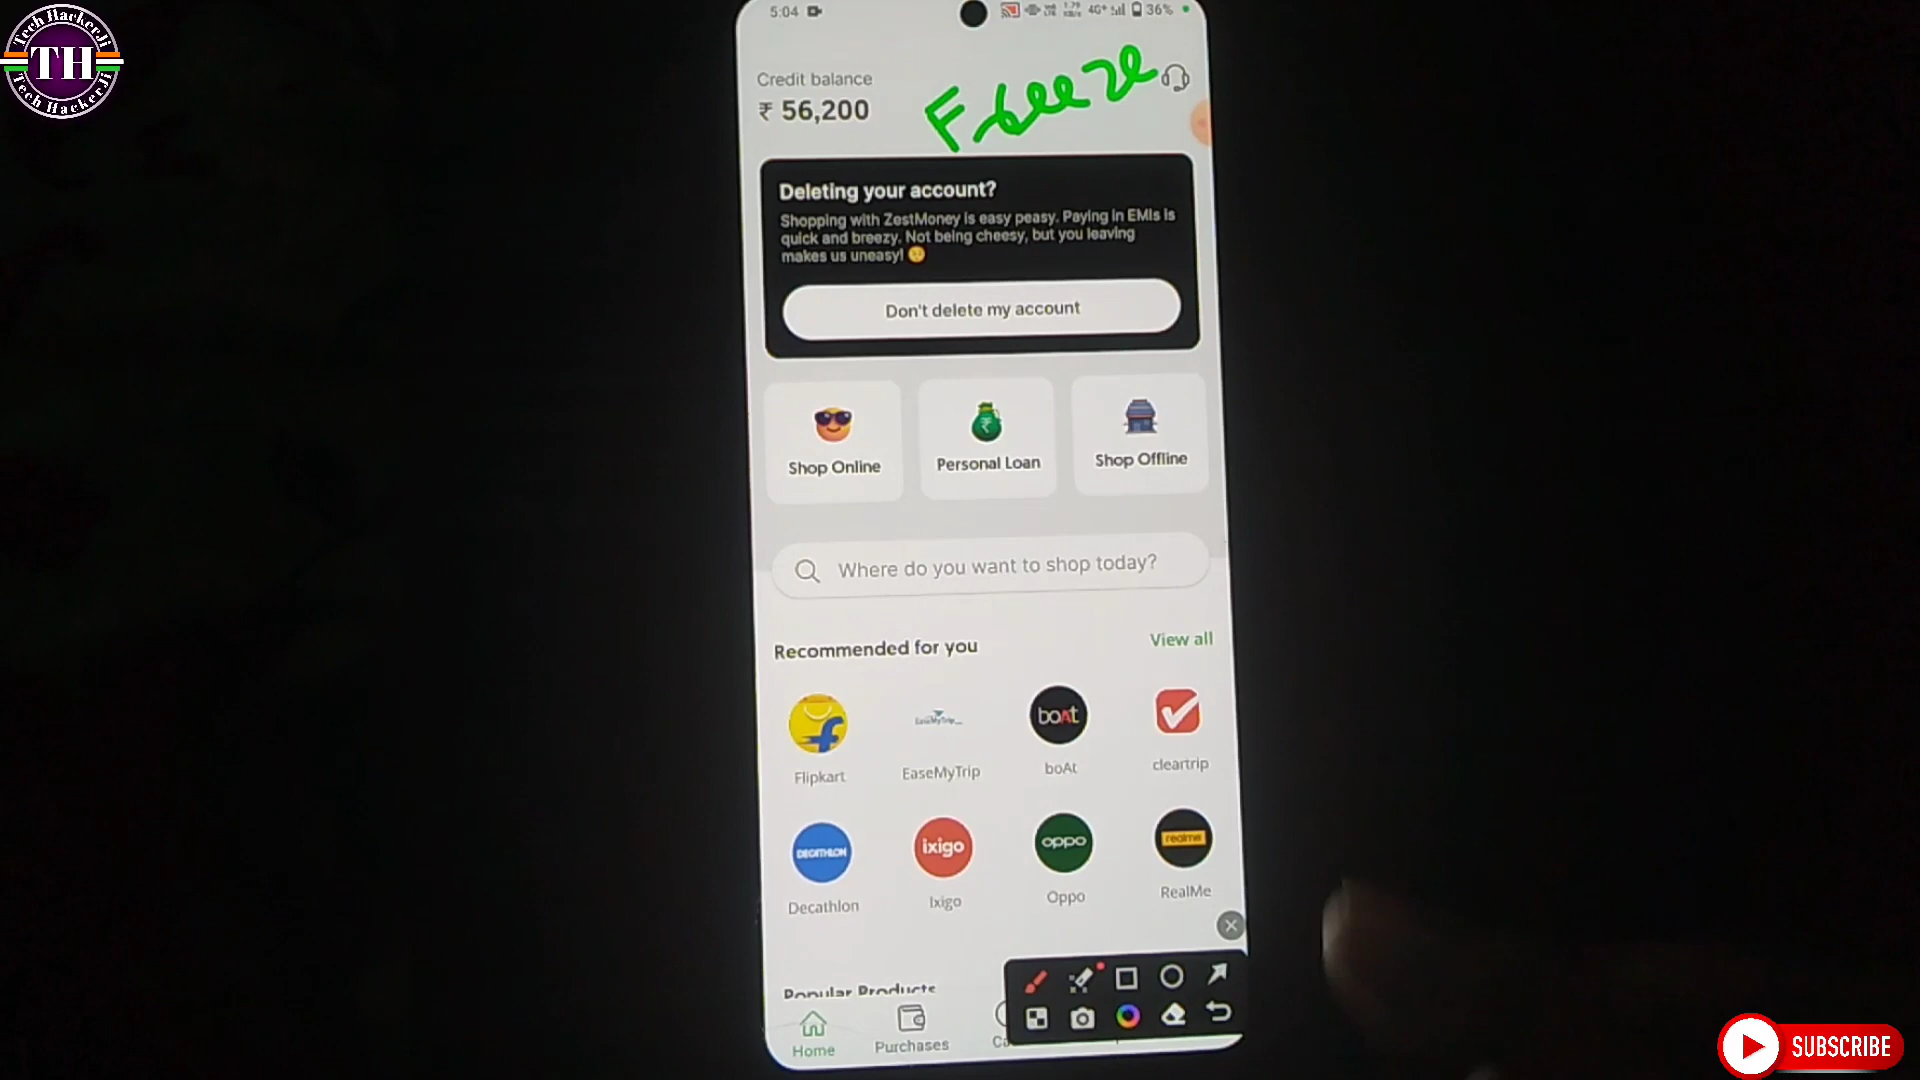 Tech HackerJi
TH
Tech HackerJi
5:04
4G+
36%
Credit balance
₹ 56,200
Freeze
Deleting your account?
Shopping with ZestMoney is easy peasy. Paying in EMIs is
quick and breezy. Not being cheesy, but you leaving
makes us uneasy!
Don't delete my account
Shop Online
Personal Loan
Shop Offline
Where do you want to shop today?
Recommended for you
View all
EaseMyTrip
boAt
Flipkart
EaseMyTrip
boAt
cleartrip
DECATHLON
ixigo
oppo
realme
Decathlon
Ixigo
Oppo
RealMe
Popular Products
Home
Purchases
Ca
SUBSCRIBE